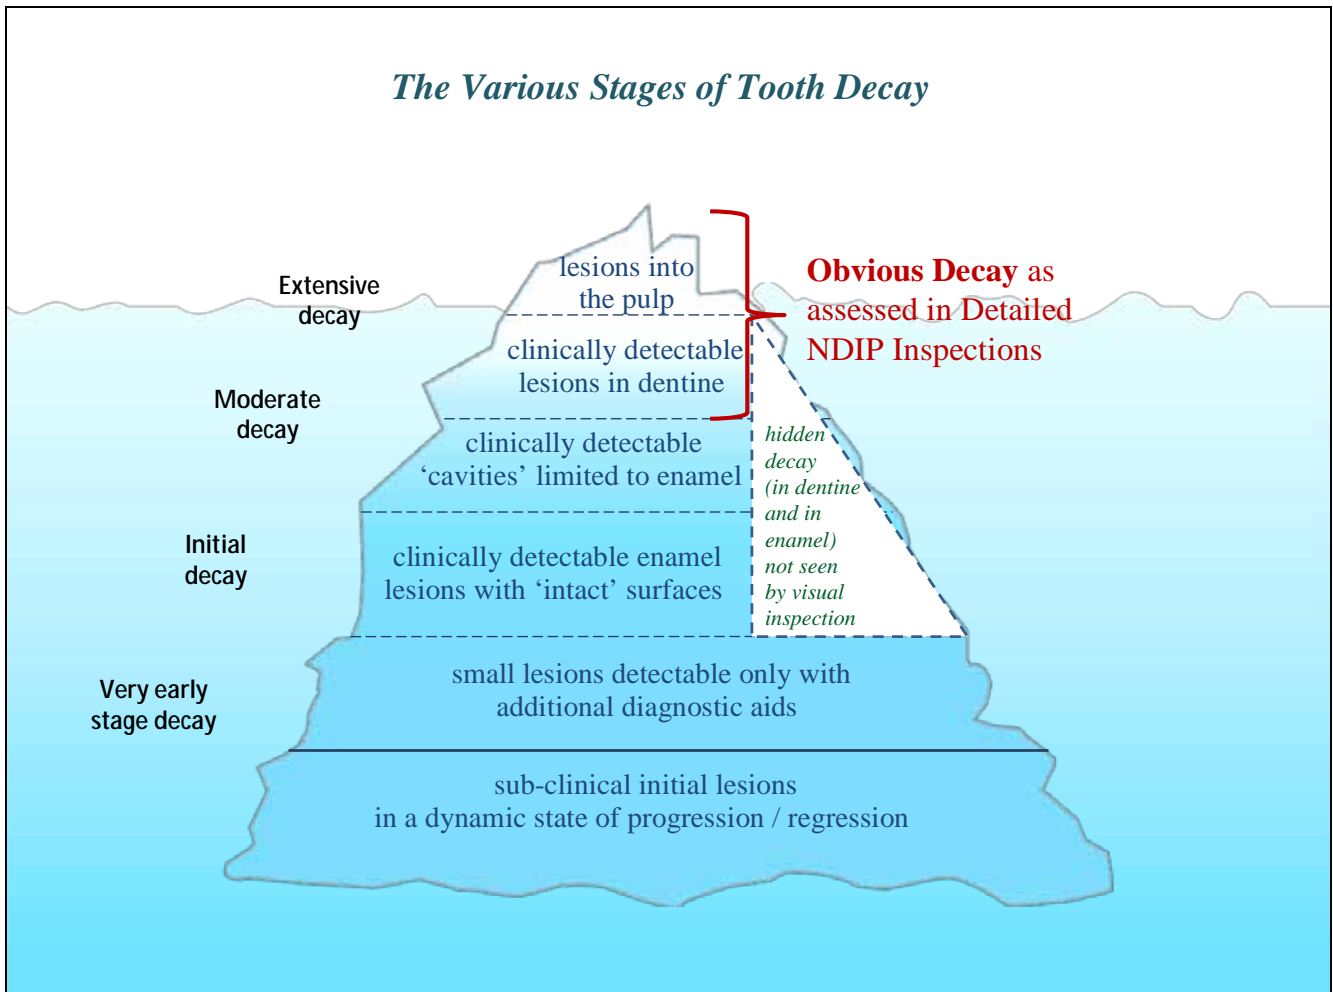 The Various Stages of Tooth Decay
Extensive
decay
lesions into
the pulp
Obvious Decay as
assessed in Detailed
NDIP Inspections
clinically detectable
lesions in dentine
Moderate
decay
clinically detectable
‘cavities’ limited to enamel
hidden
decay
(in dentine
and in
enamel)
not seen
by visual
inspection
Initial
decay
clinically detectable enamel
lesions with ‘intact’ surfaces
Very early
stage decay
small lesions detectable only with
additional diagnostic aids
sub-clinical initial lesions
in a dynamic state of progression / regression